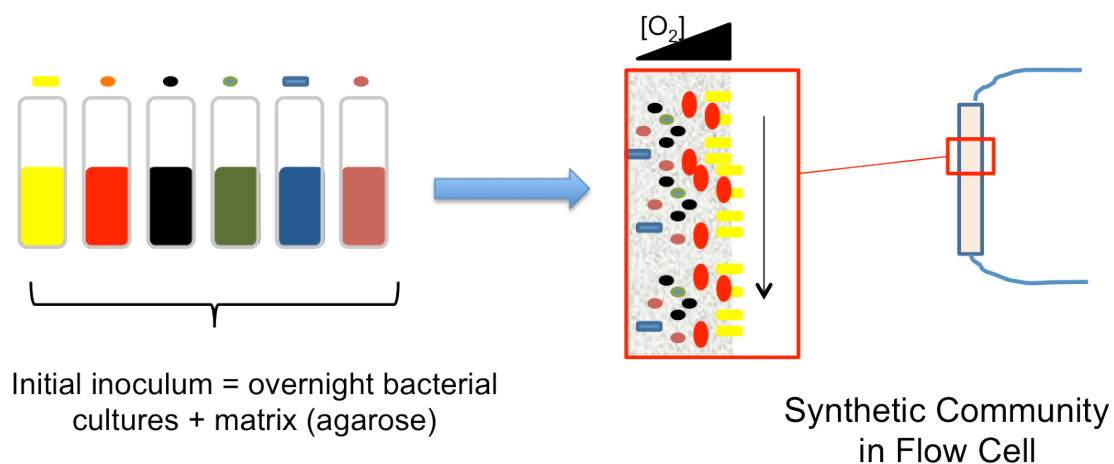 [O₂]
Initial inoculum = overnight bacterial
cultures + matrix (agarose)
Synthetic Community
in Flow Cell